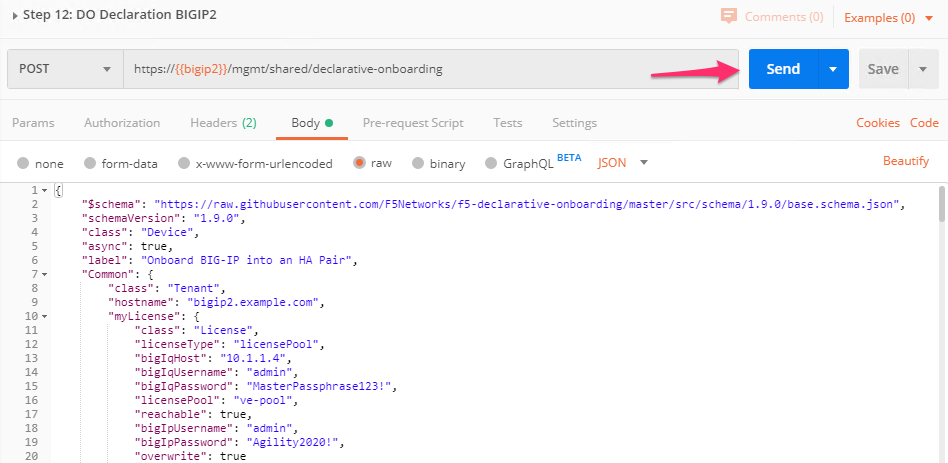 Step 12: DO Declaration BIGIP2
Comments (0) Examples (0)
POST https://{{bigip2}}/mgmt/shared/declarative-onboarding Send Save
Params Authorization Headers (2) Body Pre-request Script Tests Settings Cookies Code
none form-data x-www-form-urlencoded raw binary GraphQL BETA JSON Beautify
1 {
2 "$schema": "https://raw.githubusercontent.com/F5Networks/f5-declarative-onboarding/master/src/schema/1.9.0/base.schema.json",
3 "schemaVersion": "1.9.0",
4 "class": "Device",
5 "async": true,
6 "label": "Onboard BIG-IP into an HA Pair",
7 "Common": {
8 "class": "Tenant",
9 "hostname": "bigip2.example.com",
10 "myLicense": {
11 "class": "License",
12 "licenseType": "licensePool",
13 "bigIqHost": "10.1.1.4",
14 "bigIqUsername": "admin",
15 "bigIqPassword": "MasterPassphrase123!",
16 "licensePool": "ve-pool",
17 "reachable": true,
18 "bigIpUsername": "admin",
19 "bigIpPassword": "Agility2020!",
20 "overwrite": true